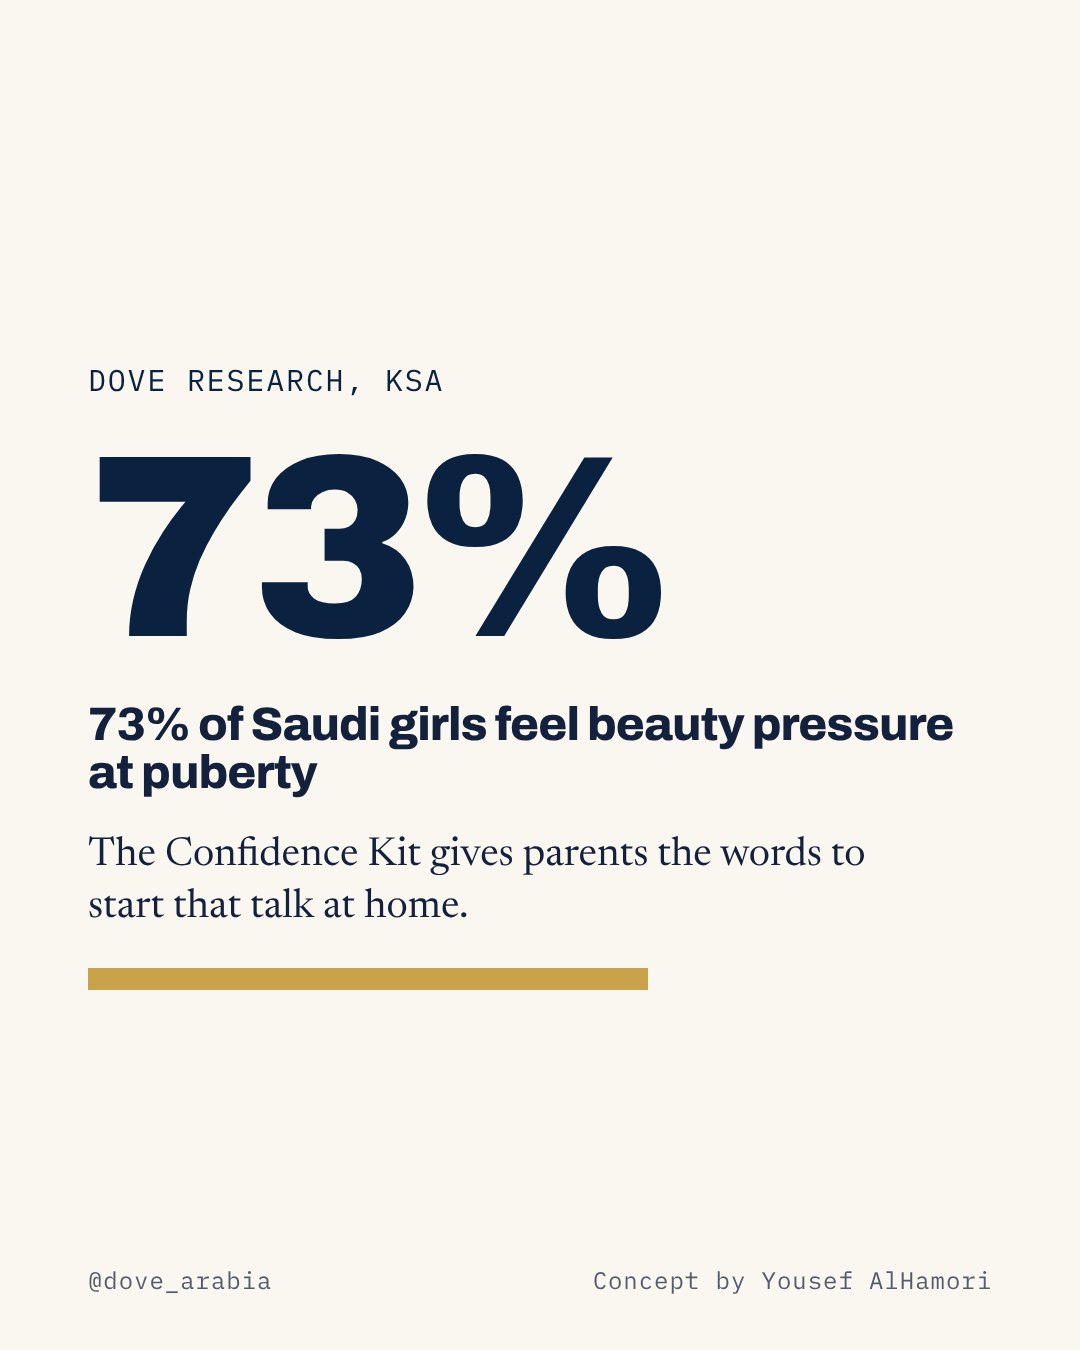 DOVE RESEARCH, KSA
73%
73% of Saudi girls feel beauty pressure
at puberty
The Confidence Kit gives parents the words to
start that talk at home.
@dove_arabia
Concept by Yousef AlHamori